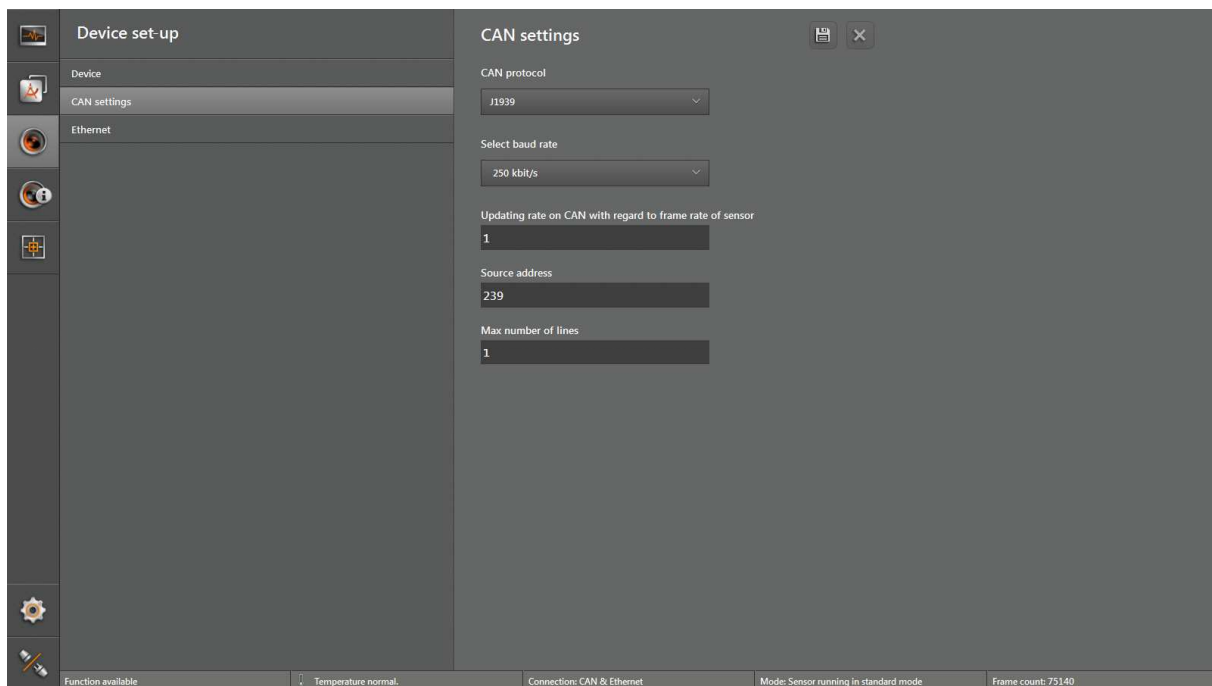 Device set-up
Device
CAN settings
Ethernet
CAN settings
CAN protocol
J1939
Select baud rate
250 kbit/s
Updating rate on CAN with regard to frame rate of sensor
1
Source address
239
Max number of lines
1
Function available
Temperature normal.
Connection: CAN & Ethernet
Mode: Sensor running in standard mode
Frame count: 75140